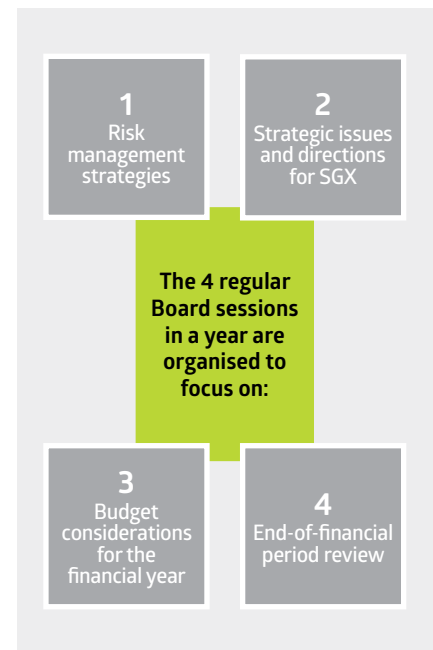 1
Risk
management
strategies
2
Strategic issues
and directions
for SGX
The 4 regular
Board sessions
in a year are
organised to
focus on:
3
Budget
considerations
for the
financial year
4
End-of-financial
period review